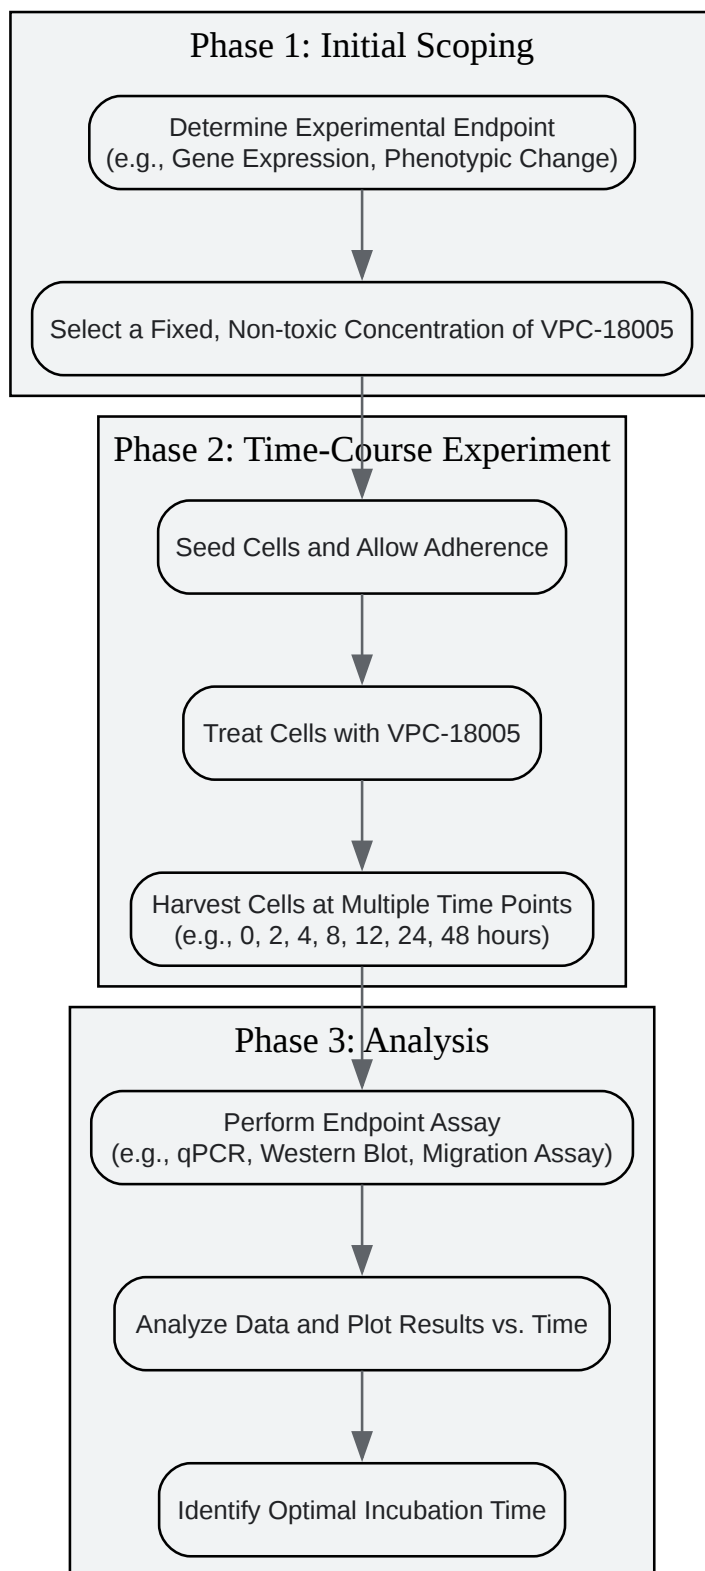 Phase 1: Initial Scoping
Determine Experimental Endpoint
(e.g., Gene Expression, Phenotypic Change)
Select a Fixed, Non-toxic Concentration of VPC-18005
Phase 2: Time-Course Experiment
Seed Cells and Allow Adherence
Treat Cells with VPC-18005
Harvest Cells at Multiple Time Points
(e.g., 0, 2, 4, 8, 12, 24, 48 hours)
Phase 3: Analysis
Perform Endpoint Assay
(e.g., qPCR, Western Blot, Migration Assay)
Analyze Data and Plot Results vs. Time
Identify Optimal Incubation Time